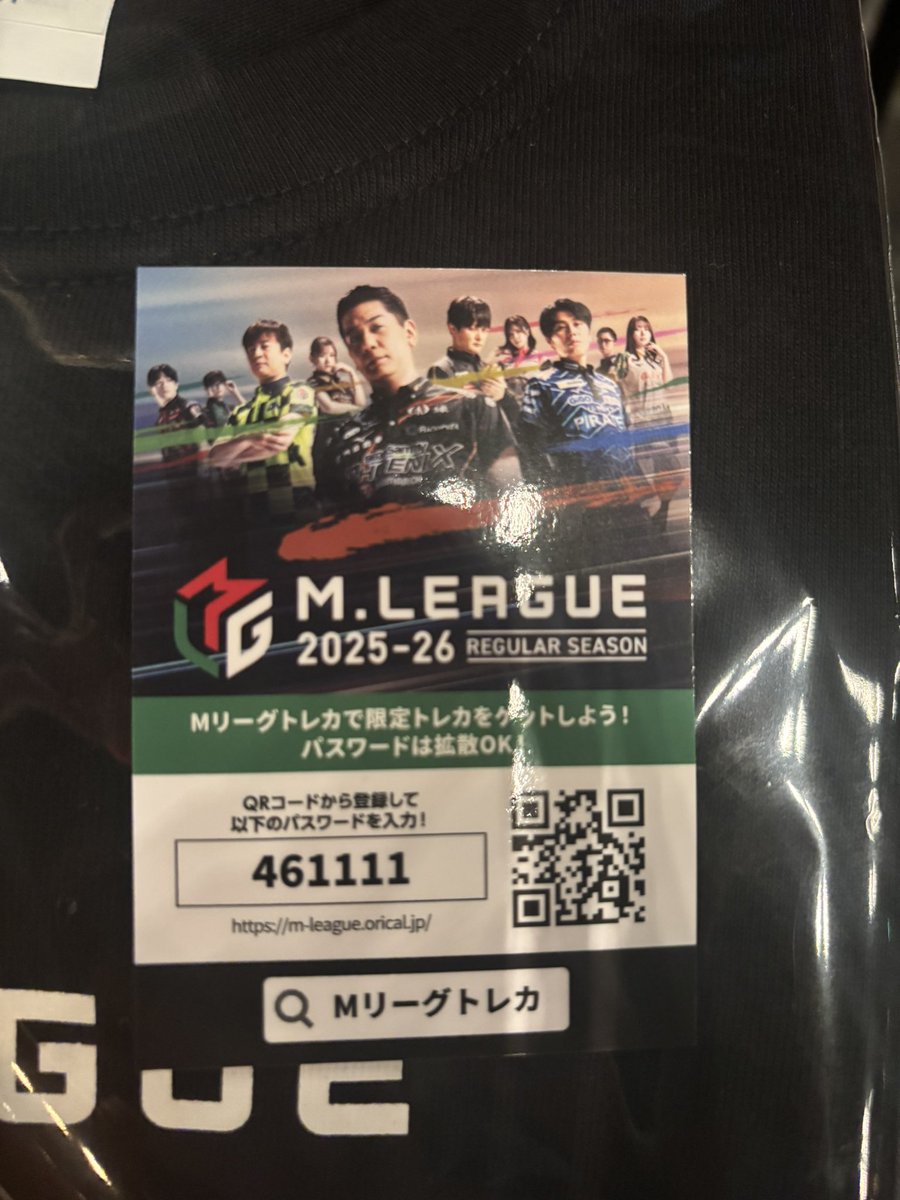 PIRATE
M.LEAGUE
2025-26 REGULAR SEASON
Mリーグトレカで限定トレカをゲットしよう!
パスワードは拡散OK
QRコードから登録して
以下のパスワードを入力!
461111
https://m-league.orical.jp/
Mリーグトレカ
GUE